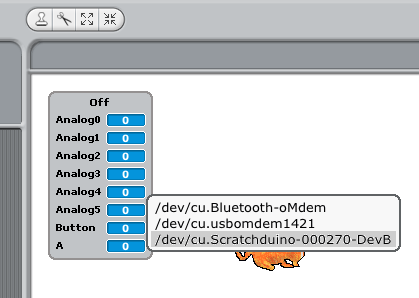 Off
Analog0 0
Analog1 0
Analog2 0
Analog3 0
Analog4 0
Analog5 0
Button 0
A 0
/dev/cu.Bluetooth-oMdem
/dev/cu.usbomdem1421
/dev/cu.Scratchduino-000270-DevB